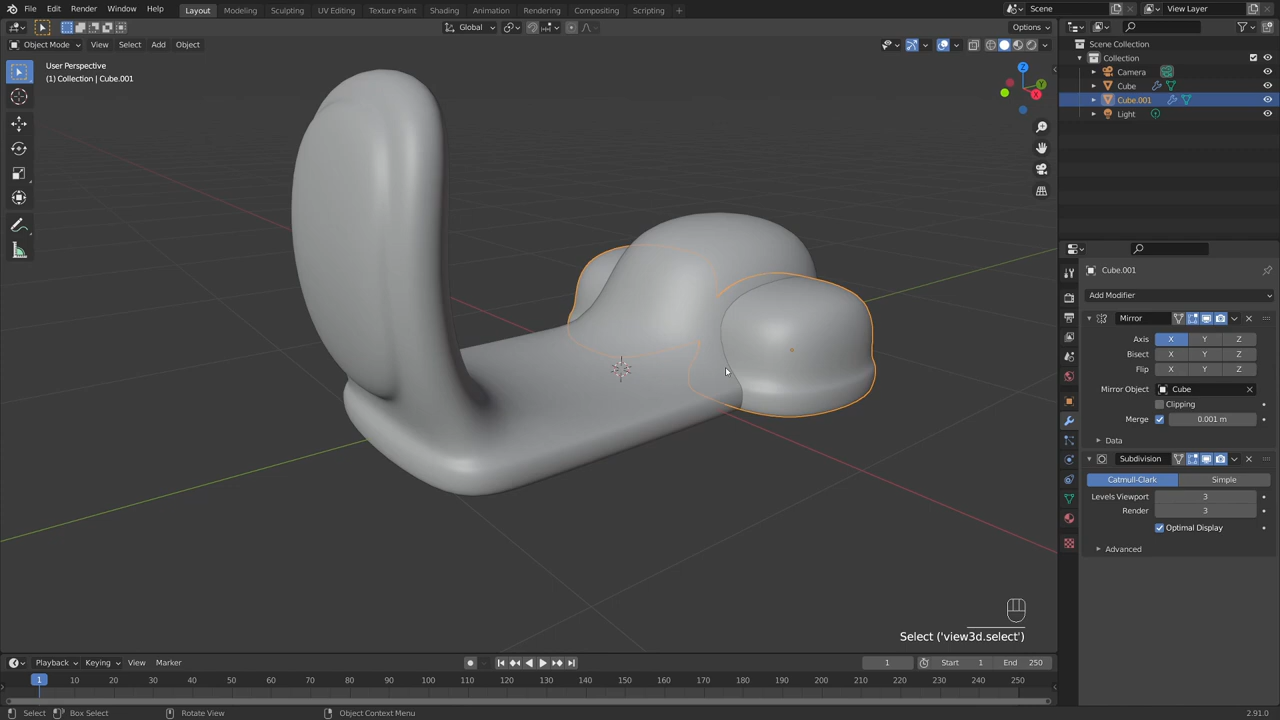 File Edit Render Window Help Layout Modeling Sculpting UV Editing Texture Paint Shading Animation Rendering Compositing Scripting + Scene View Layer
Global Options
Object Mode View Select Add Object
User Perspective
(1) Collection | Cube.001
Z
Y
X
Scene Collection
Collection
Camera
Cube
Cube.001
Light
Cube.001
Add Modifier
Mirror
Axis X Y Z
Bisect X Y Z
Flip X Y Z
Mirror Object Cube
Clipping
Merge 0.001 m
Data
Subdivision
Catmull-Clark Simple
Levels Viewport 3
Render 3
Optimal Display
Advanced
Select ('view3d.select')
Playback Keying View Marker 1 Start 1 End 250
1 10 20 30 40 50 60 70 80 90 100 110 120 130 140 150 160 170 180 190 200 210 220 230 240 250
Select Box Select Rotate View Object Context Menu 2.91.0